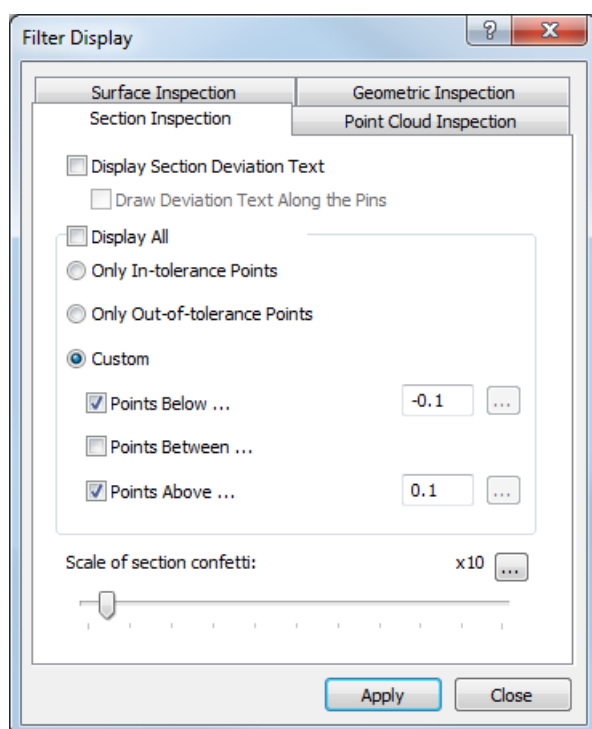 Filter Display
?
X
Surface Inspection
Geometric Inspection
Section Inspection
Point Cloud Inspection
Display Section Deviation Text
Draw Deviation Text Along the Pins
Display All
Only In-tolerance Points
Only Out-of-tolerance Points
Custom
Points Below ... -0.1 ...
Points Between ...
Points Above ... 0.1 ...
Scale of section confetti: x10 ...
Apply
Close